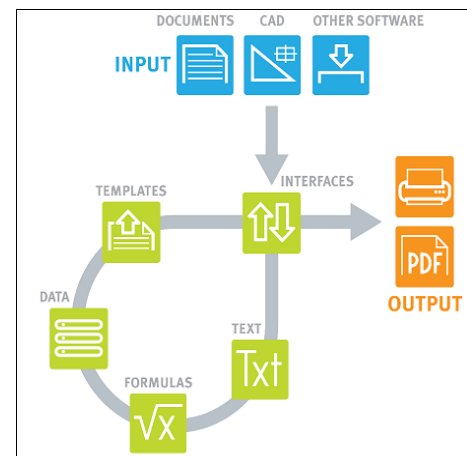 DOCUMENTS CAD OTHER SOFTWARE
INPUT
INTERFACES
TEMPLATES
PDF
DATA
OUTPUT
TEXT
Txt
FORMULAS
√x